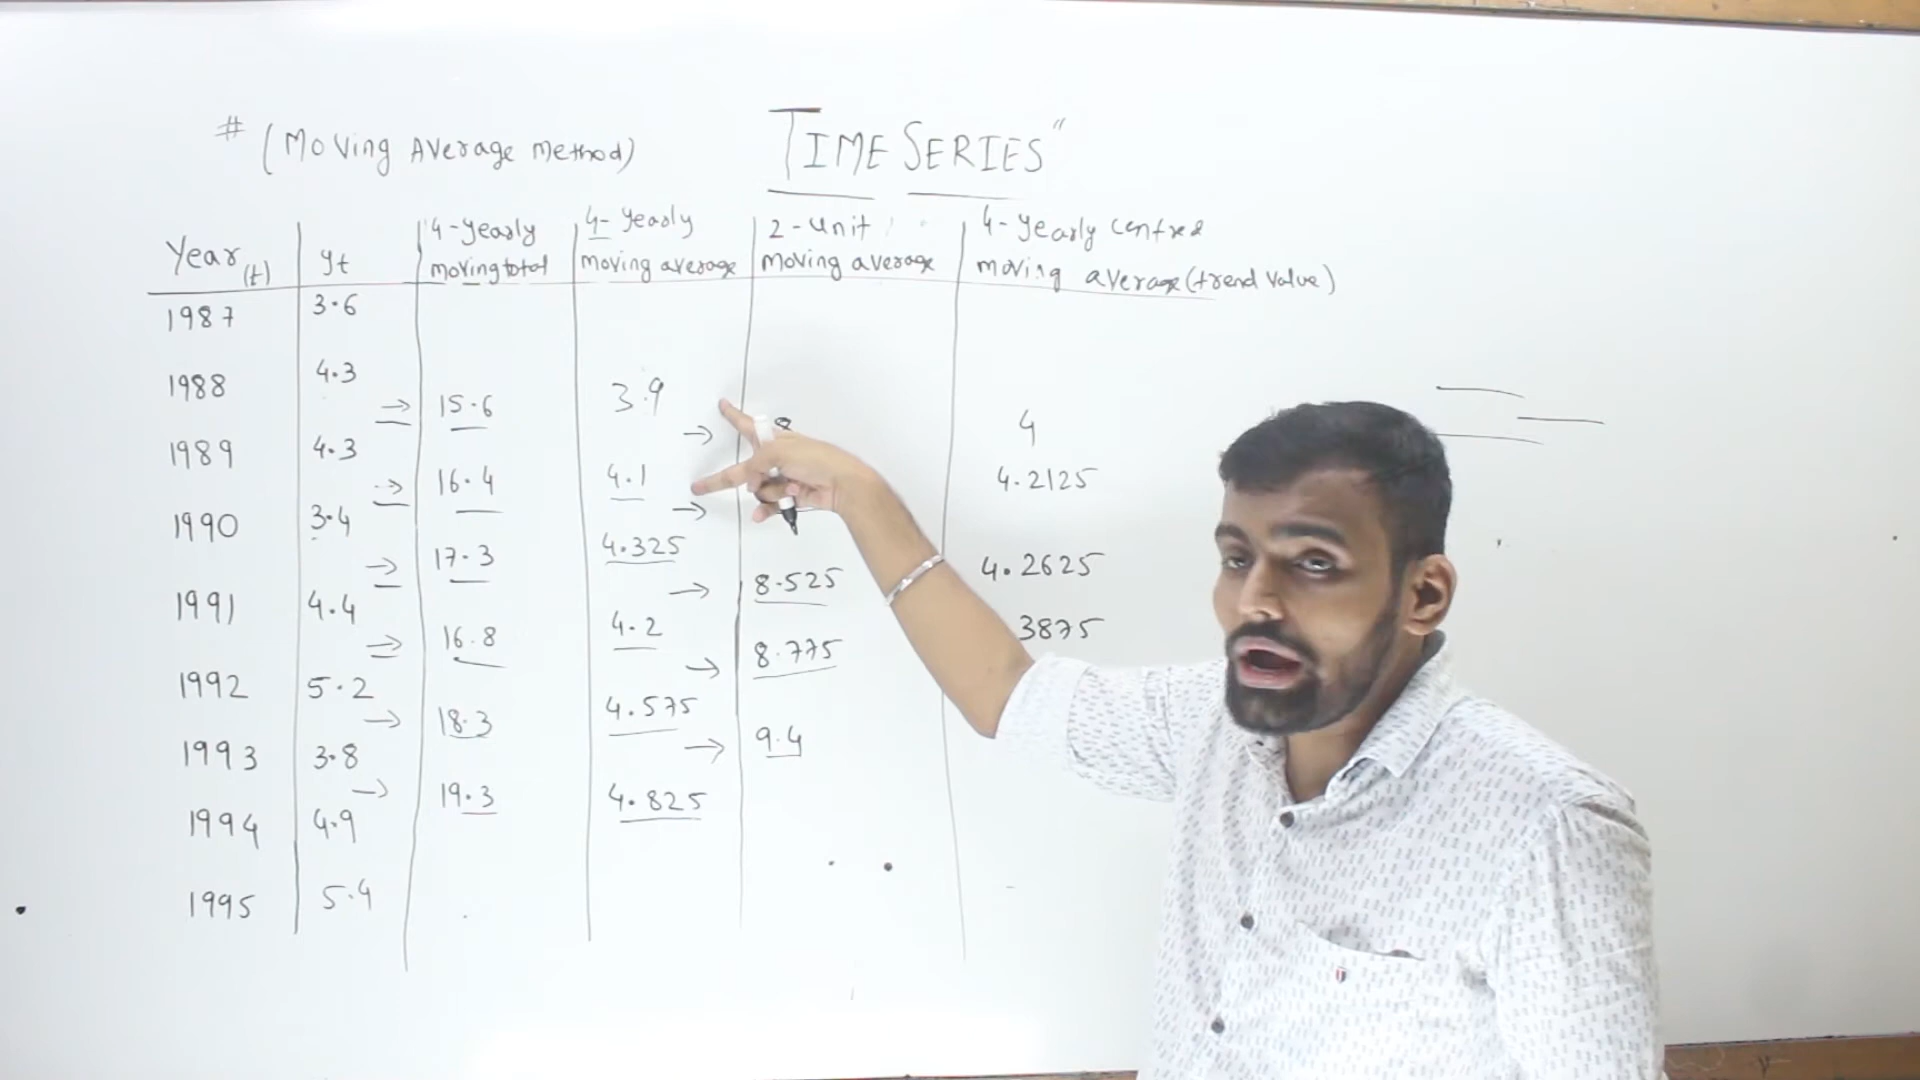 # (Moving Average Method)
TIME SERIES"
Year(t) yt 4-yearly moving total 4-yearly moving average 2-unit moving average 4-yearly centred moving average (trend value)
1987 3.6
1988 4.3
⇒ 15.6 3.9
→ 8 4
1989 4.3
⇒ 16.4 4.1
→ 4.2125
1990 3.4
⇒ 17.3 4.325
→ 8.525 4.2625
1991 4.4
⇒ 16.8 4.2
→ 8.775 3875
1992 5.2
→ 18.3 4.575
→ 9.4
1993 3.8
→ 19.3 4.825
1994 4.9
1995 5.4